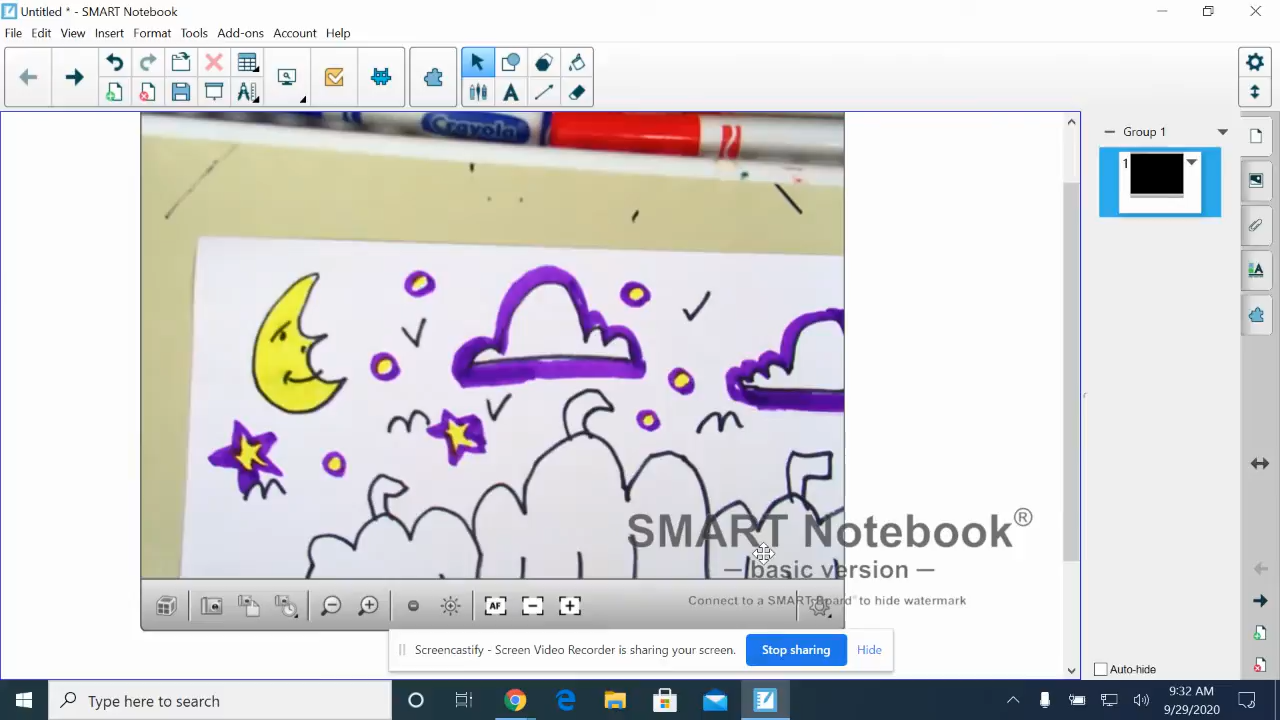 Untitled * - SMART Notebook
File Edit View Insert Format Tools Add-ons Account Help
Group 1
1
Crayola
SMART Notebook®
— basic version —
Connect to a SMART Board® to hide watermark
AF
Screencastify - Screen Video Recorder is sharing your screen. Stop sharing Hide
Auto-hide
Type here to search
9:32 AM
9/29/2020